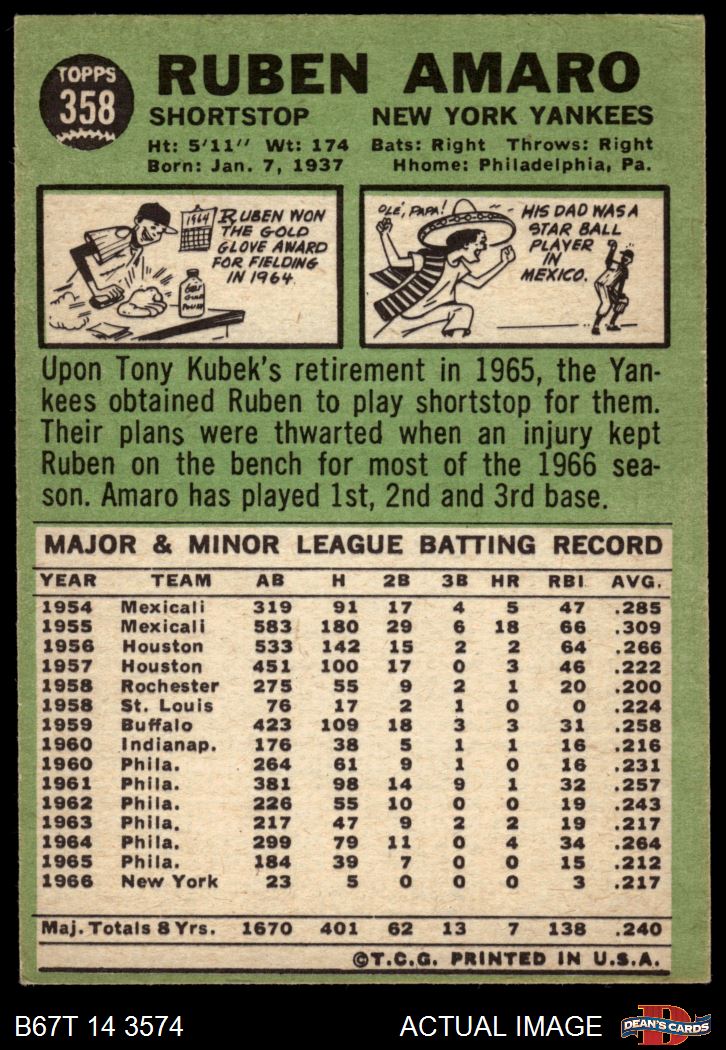 TOPPS
358
RUBEN AMARO
SHORTSTOP NEW YORK YANKEES
Ht: 5'11" Wt: 174 Bats: Right Throws: Right
Born: Jan. 7, 1937 Hhome: Philadelphia, Pa.
1964
RUBEN WON
THE GOLD
GLOVE AWARD
FOR FIELDING
IN 1964.
OLÉ, PAPA!
HIS DAD WAS A
STAR BALL
PLAYER
IN
MEXICO.
Upon Tony Kubek's retirement in 1965, the Yan-
kees obtained Ruben to play shortstop for them.
Their plans were thwarted when an injury kept
Ruben on the bench for most of the 1966 sea-
son. Amaro has played 1st, 2nd and 3rd base.
MAJOR & MINOR LEAGUE BATTING RECORD
YEAR TEAM AB H 2B 3B HR RBI AVG.
1954 Mexicali 319 91 17 4 5 47 .285
1955 Mexicali 583 180 29 6 18 66 .309
1956 Houston 533 142 15 2 2 64 .266
1957 Houston 451 100 17 0 3 46 .222
1958 Rochester 275 55 9 2 1 20 .200
1958 St. Louis 76 17 2 1 0 0 .224
1959 Buffalo 423 109 18 3 3 31 .258
1960 Indianap. 176 38 5 1 1 16 .216
1960 Phila. 264 61 9 1 0 16 .231
1961 Phila. 381 98 14 9 1 32 .257
1962 Phila. 226 55 10 0 0 19 .243
1963 Phila. 217 47 9 2 2 19 .217
1964 Phila. 299 79 11 0 4 34 .264
1965 Phila. 184 39 7 0 0 15 .212
1966 New York 23 5 0 0 0 3 .217
Maj. Totals 8 Yrs. 1670 401 62 13 7 138 .240
©T.C.G. PRINTED IN U.S.A.
B67T 14 3574 ACTUAL IMAGE
D
DEAN'S CARDS